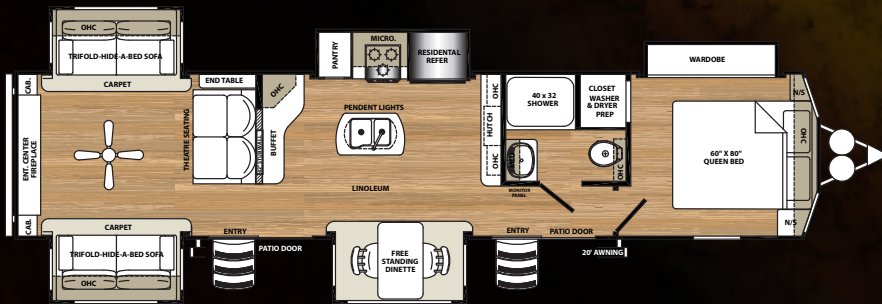 OHC
TRIFOLD-HIDE-A-BED SOFA
CARPET
CAB.
ENT. CENTER
FIREPLACE
CAB.
END TABLE
THEATRE SEATING
OHC
BUFFET
PANTRY
MICRO.
RESIDENTIAL
REFER
PENDENT LIGHTS
LINOLEUM
OHC
HUTCH
OHC
40 x 32
SHOWER
CLOSET
WASHER
& DRYER
PREP
OHC
MONITOR
PANEL
WARDOBE
N/S
OHC
60" X 80"
QUEEN BED
N/S
CARPET
TRIFOLD-HIDE-A-BED SOFA
OHC
ENTRY
PATIO DOOR
FREE
STANDING
DINETTE
ENTRY
PATIO DOOR
20' AWNING